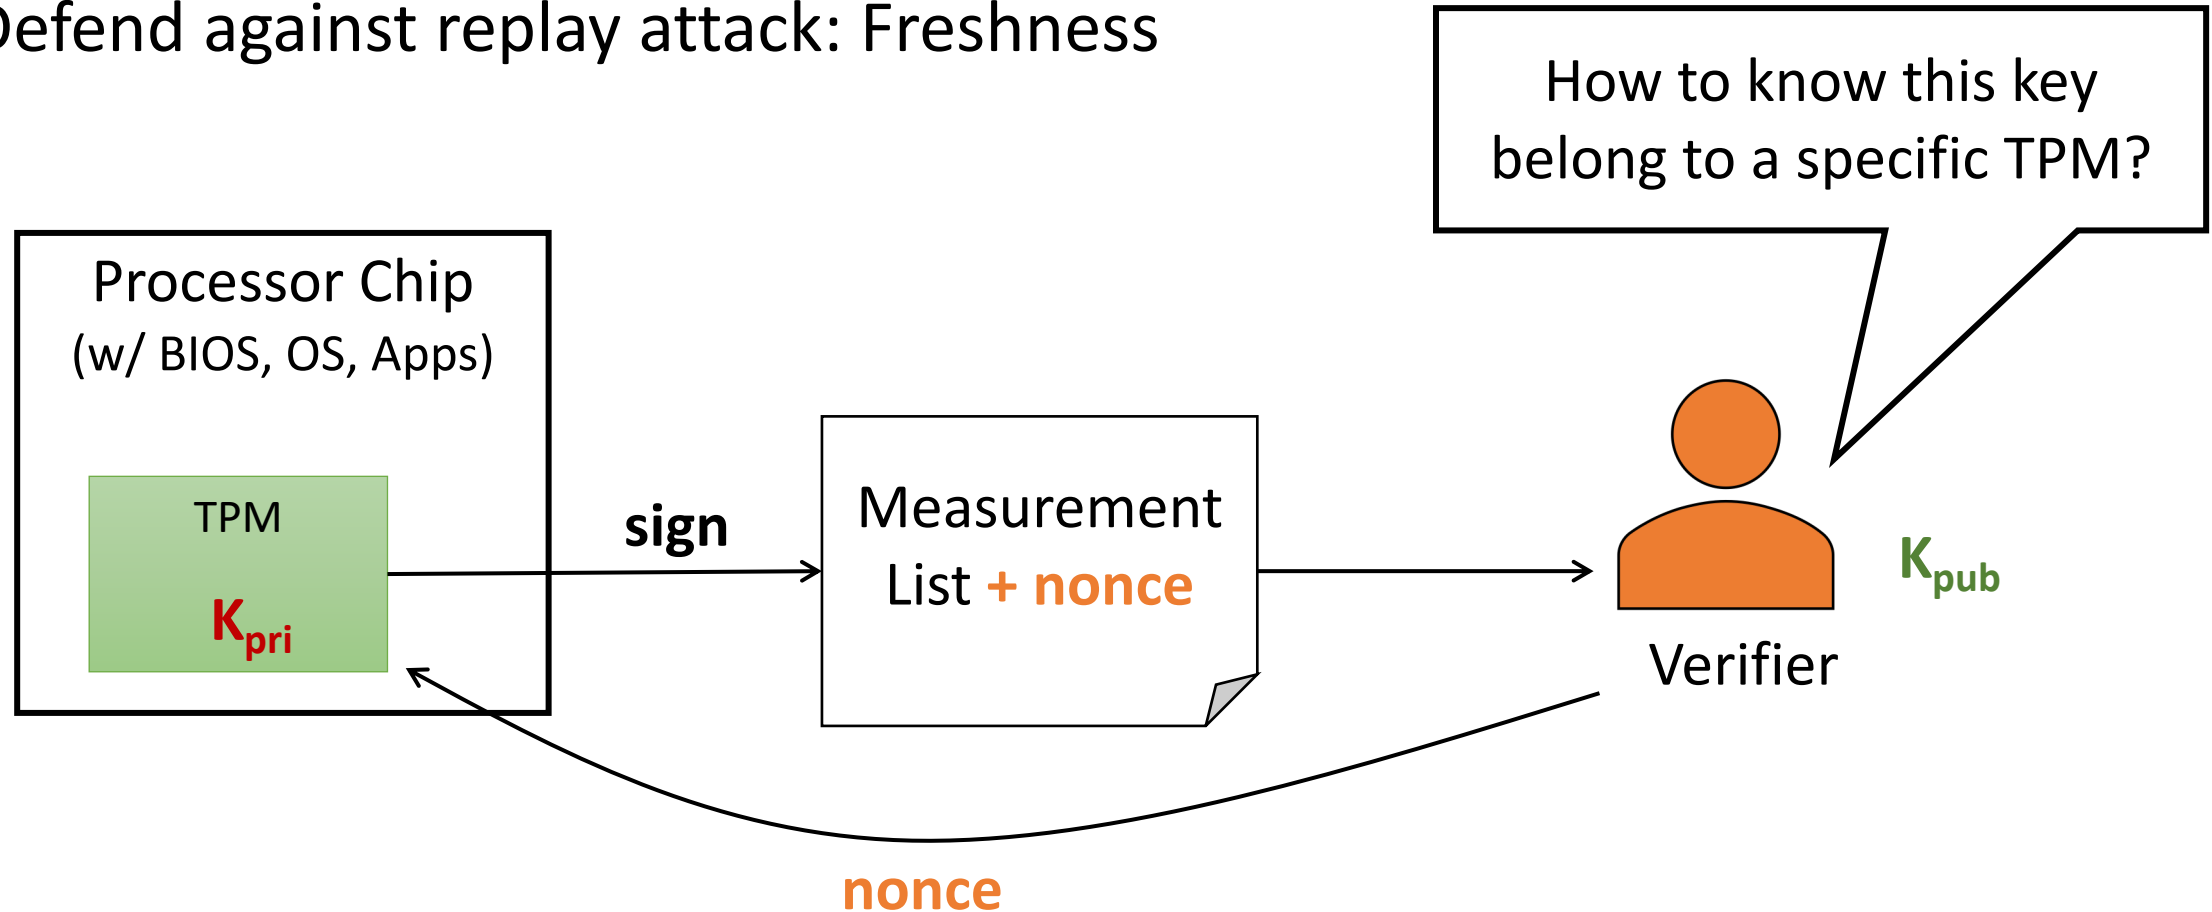 Defend against replay attack: Freshness
How to know this key
belong to a specific TPM?
Processor Chip
(w/ BIOS, OS, Apps)
TPM
Kpri
sign
Measurement
List + nonce
Kpub
Verifier
nonce